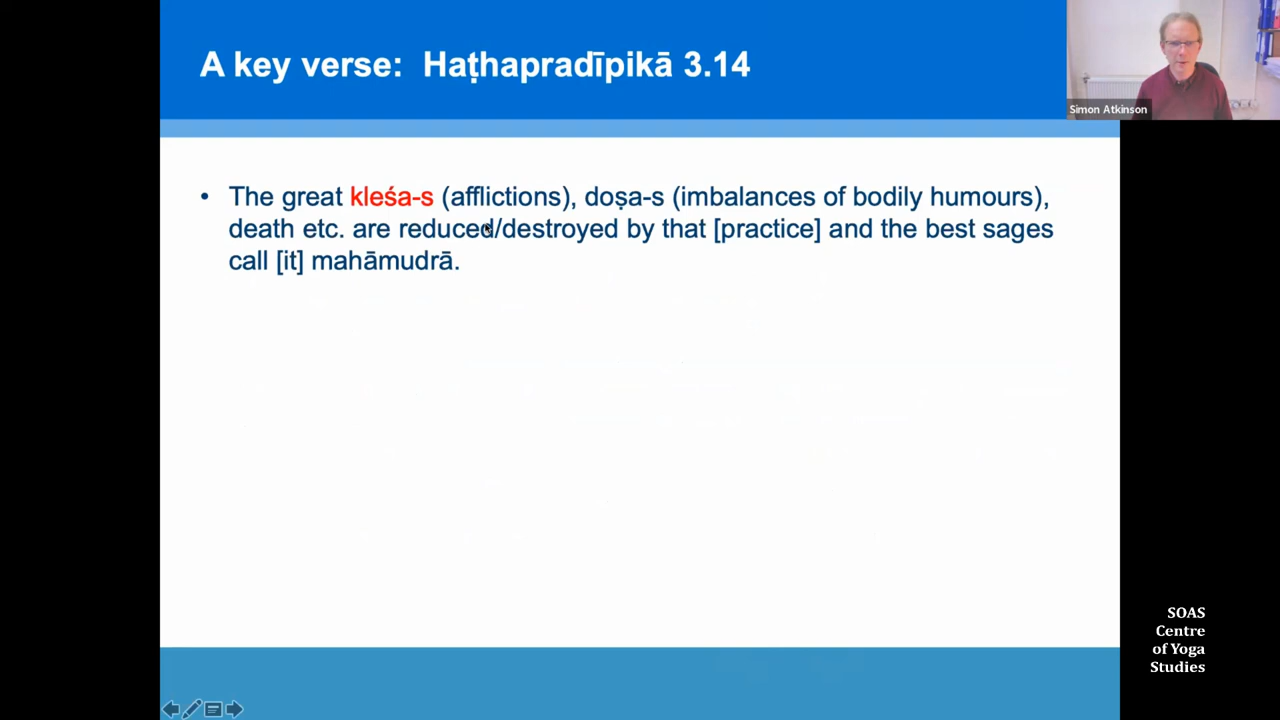 A key verse: Haṭhapradīpikā 3.14
Simon Atkinson
• The great kleśa-s (afflictions), doṣa-s (imbalances of bodily humours),
death etc. are reduced/destroyed by that [practice] and the best sages
call [it] mahāmudrā.
SOAS
Centre
of Yoga
Studies